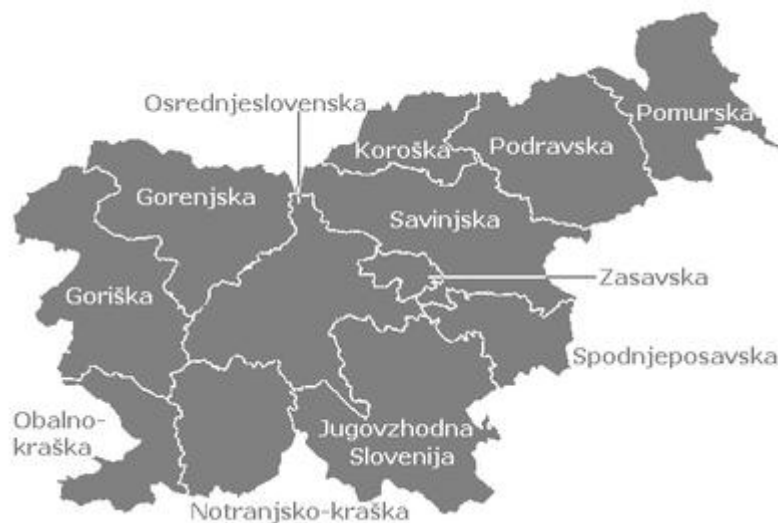 Osrednjeslovenska
Pomurska
Koroška
Podravska
Gorenjska
Savinjska
Zasavska
Goriška
Spodnjeposavska
Obalno-
kraška
Jugovzhodna
Slovenija
Notranjsko-kraška